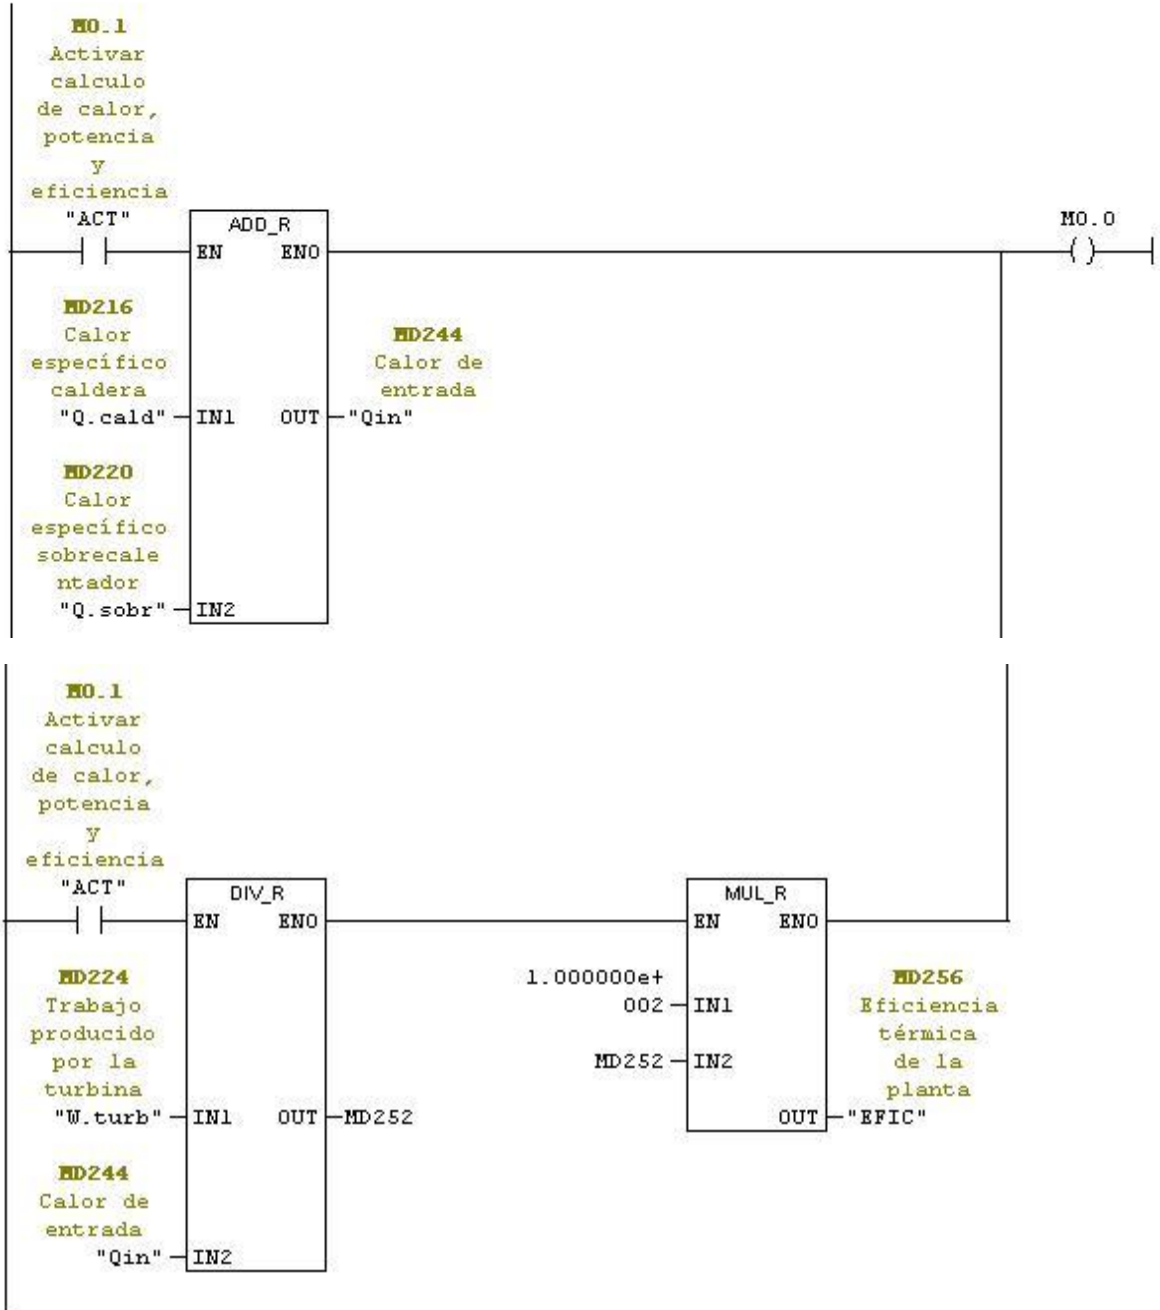 M0.1
Activar
calculo
de calor,
potencia
y
eficiencia
"ACT"
ADD_R
M0.0
EN ENO
MD216
Calor
específico
caldera
"Q.cald" IN1 OUT "Qin"
MD244
Calor de
entrada
MD220
Calor
específico
sobrecale
ntador
"Q.sobr" IN2
M0.1
Activar
calculo
de calor,
potencia
y
eficiencia
"ACT"
DIV_R
MUL_R
EN ENO
EN ENO
MD224
Trabajo
producido
por la
turbina
"W.turb" IN1 OUT MD252
1.000000e+
002 IN1
MD252 IN2
MD256
Eficiencia
térmica
de la
planta
OUT "EFIC"
MD244
Calor de
entrada
"Qin" IN2